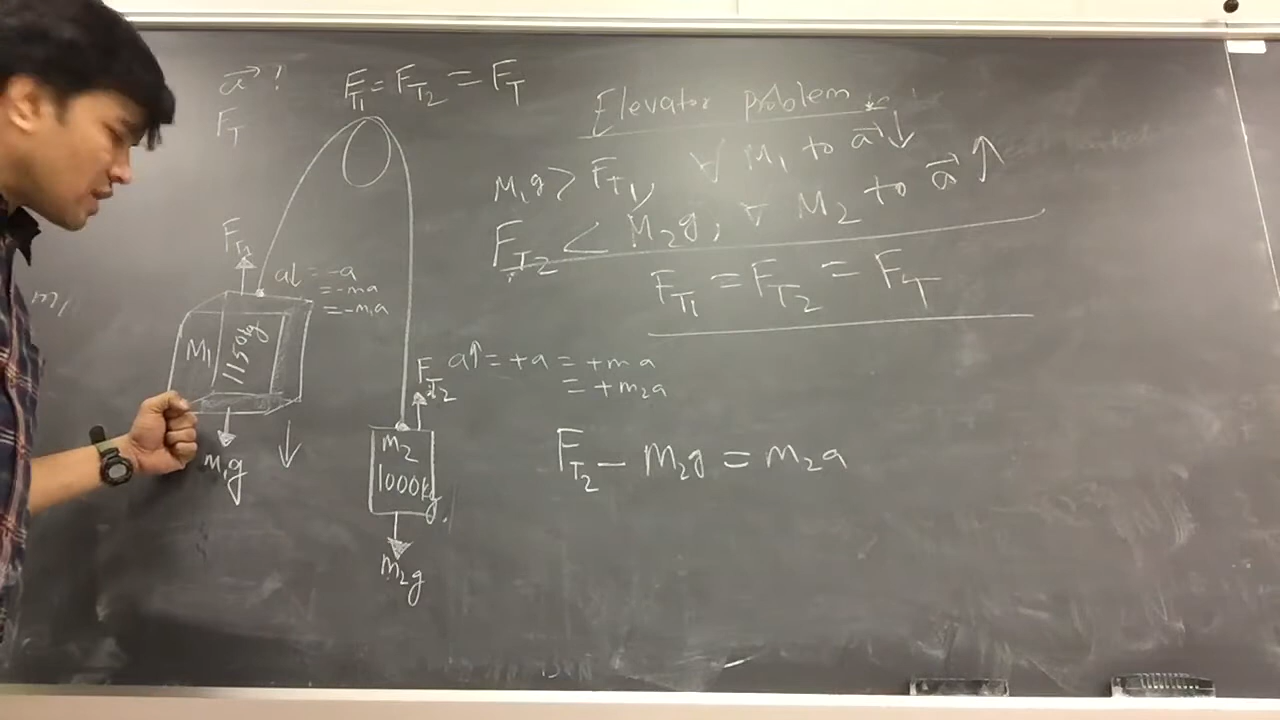 a⃗ ?
F_T
F_T1 = F_T2 = F_T
Elevator problem
M₁g > F_T1, ∀ M₁ to a⃗ ↓
F_T2 < M₂g, ∀ M₂ to a⃗ ↑
F_T1 = F_T2 = F_T
F_T1
a↓ = -a
= -ma
= -m₁a
M₁
1150kg
m₁g
F_T2
a↑ = +a = +ma
= +m₂a
m₂
1000kg.
m₂g
F_T2 - m₂g = m₂a